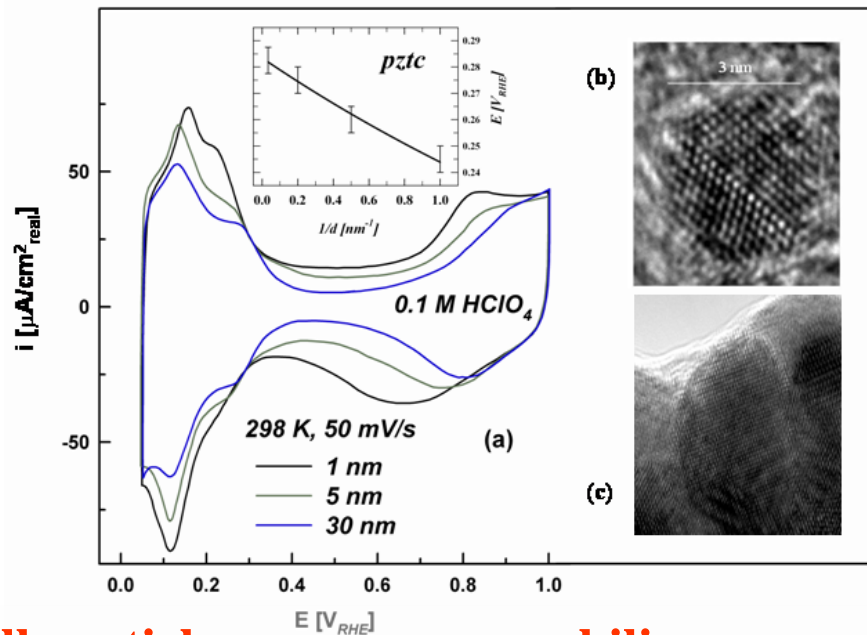 pztc
0.29
0.28
0.27
0.26
0.25
0.24
E [V_RHE]
0.0 0.2 0.4 0.6 0.8 1.0
1/d [nm⁻¹]
(b)
3 nm
50
0
-50
i [µA/cm²real]
0.1 M HClO₄
298 K, 50 mV/s
(a)
1 nm
5 nm
30 nm
(c)
0.0 0.2 0.4 0.6 0.8 1.0
E [V_RHE]